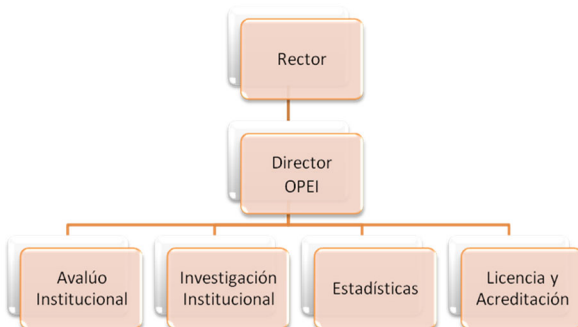 Rector
Director
OPEI
Avalúo
Institucional
Investigación
Institucional
Estadísticas
Licencia y
Acreditación